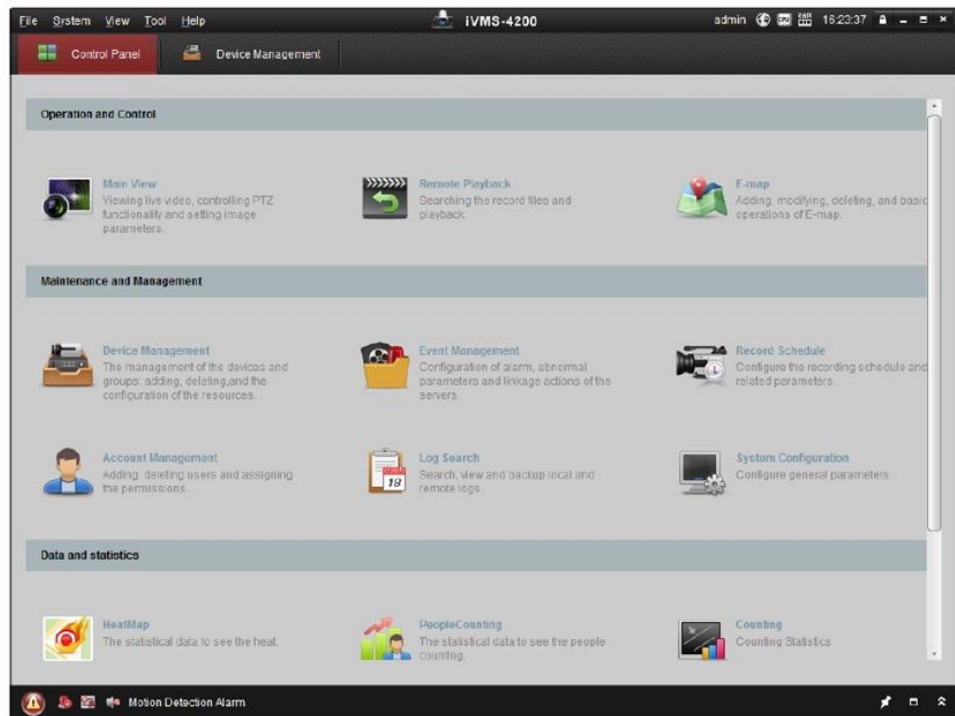 File System View Tool Help
iVMS-4200
admin
16:23:37
Control Panel
Device Management
Operation and Control
Main View
Viewing live video, controlling PTZ
functionality and setting image
parameters.
Remote Playback
Searching the record files and
playback.
E-map
Adding, modifying, deleting, and basic
operations of E-map.
Maintenance and Management
Device Management
The management of the devices and
groups: adding, deleting,and the
configuration of the resources.
Event Management
Configuration of alarm, abnormal
parameters and linkage actions of the
servers.
Record Schedule
Configure the recording schedule and
related parameters.
Account Management
Adding, deleting users and assigning
the permissions.
Log Search
Search, view and backup local and
remote logs.
18
System Configuration
Configure general parameters.
Data and statistics
HeatMap
The statistical data to see the heat.
PeopleCounting
The statistical data to see the people
counting.
Counting
Counting Statistics
Motion Detection Alarm